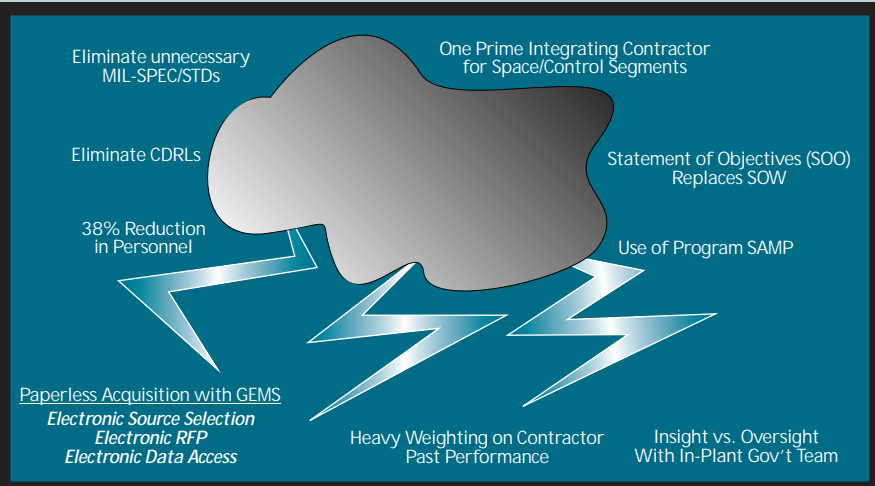 Eliminate unnecessary
MIL-SPEC/STDs
One Prime Integrating Contractor
for Space/Control Segments
Eliminate CDRLs
Statement of Objectives (SOO)
Replaces SOW
38% Reduction
in Personnel
Use of Program SAMP
Paperless Acquisition with GEMS
Electronic Source Selection
Electronic RFP
Electronic Data Access
Heavy Weighting on Contractor
Past Performance
Insight vs. Oversight
With In-Plant Gov't Team